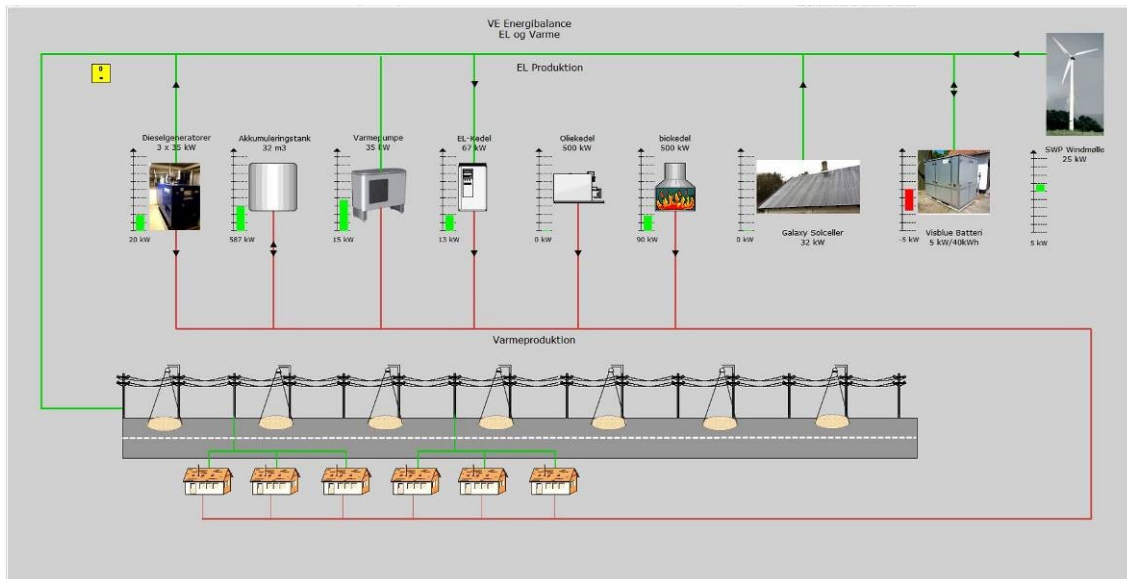 VE Energibalance
EL og Varme
EL Produktion
Dieselgeneratorer
3 x 35 kW
Akkumuleringstank
32 m3
Varmepumpe
35 kW
EL-Kedel
67 kW
Oliekedel
500 kW
biokedel
500 kW
SWP Windmølle
25 kW
20 kW
587 kW
15 kW
13 kW
0 kW
90 kW
0 kW
Galaxy Solceller
32 kW
-5 kW
Visblue Batteri
5 kW/40kWh
5 kW
Varmeproduktion